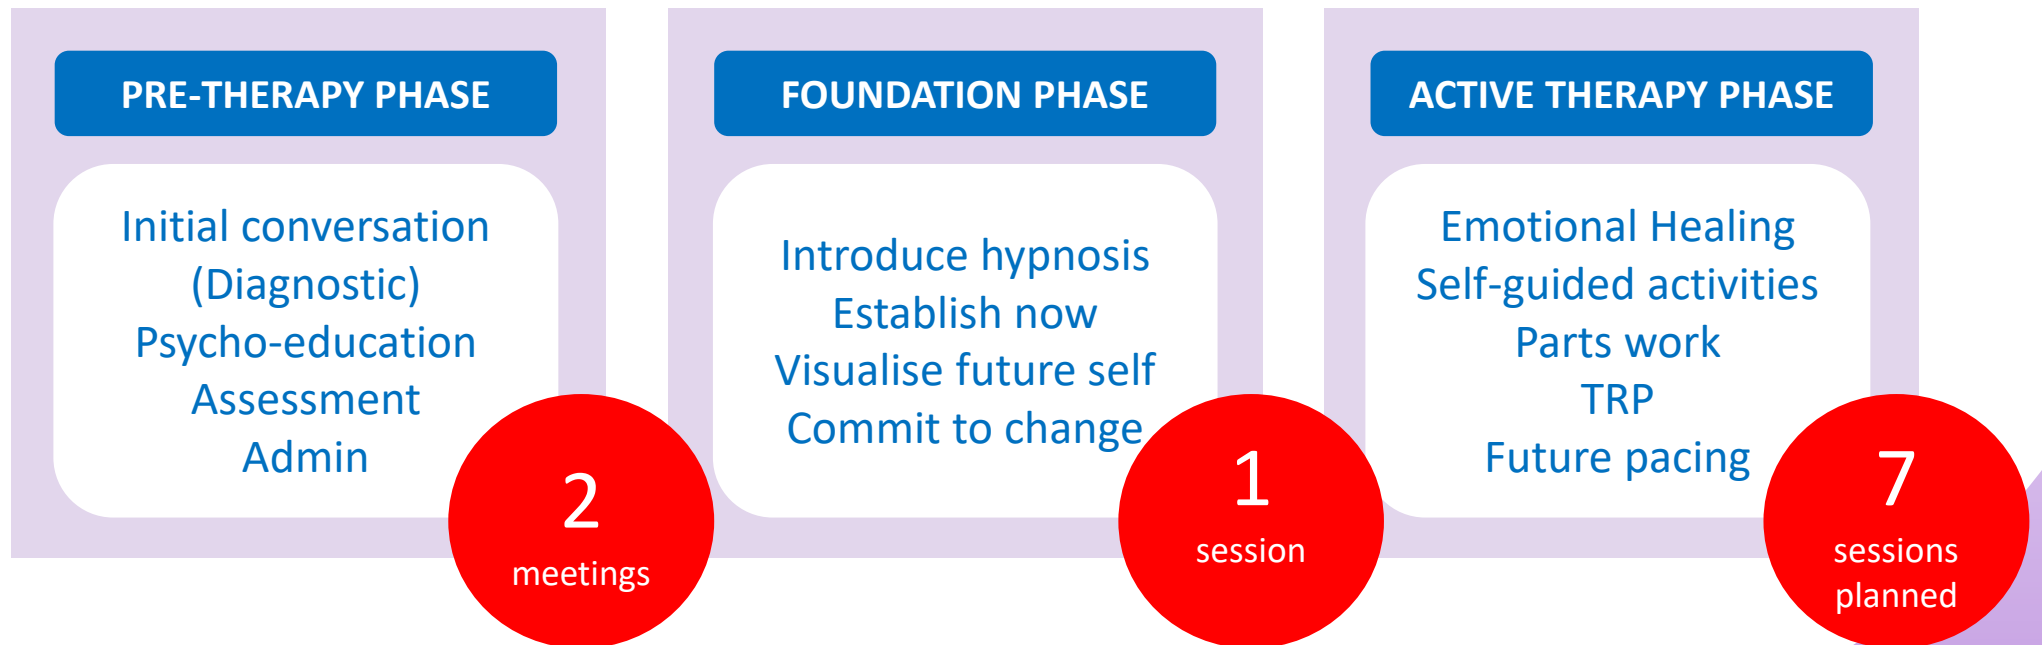 PRE-THERAPY PHASE
Initial conversation
(Diagnostic)
Psycho-education
Assessment
Admin
2
meetings
FOUNDATION PHASE
Introduce hypnosis
Establish now
Visualise future self
Commit to change
1
session
ACTIVE THERAPY PHASE
Emotional Healing
Self-guided activities
Parts work
TRP
Future pacing
7
sessions
planned